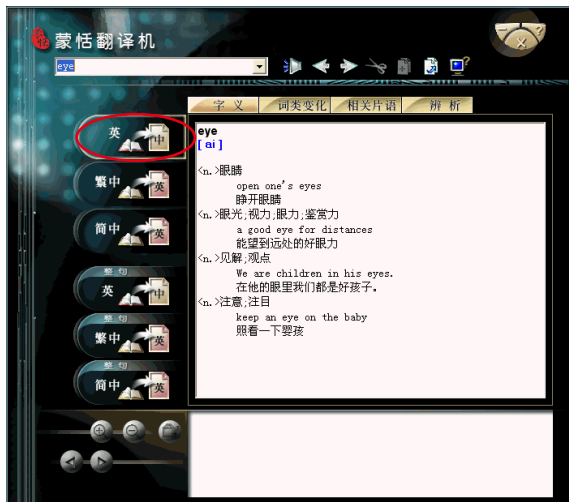 蒙恬翻译机
eye
字 义 词类变化 相关片语 辨 析
英 中
繁中 英
简中 英
整 句
英 中
整 句
繁中 英
整 句
简中 英
eye
[ ai ]
<n.>眼睛
open one's eyes
睁开眼睛
<n.>眼光;视力;眼力;鉴赏力
a good eye for distances
能望到远处的好眼力
<n.>见解;观点
We are children in his eyes.
在他的眼里我们都是好孩子。
<n.>注意;注目
keep an eye on the baby
照看一下婴孩